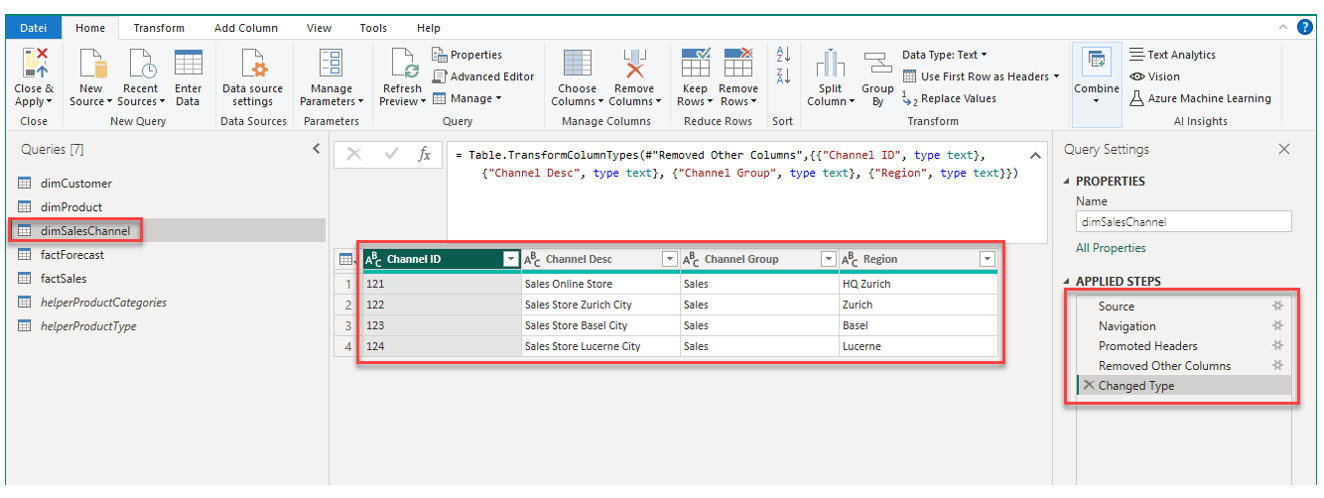 Datei Home Transform Add Column View Tools Help
Close & Apply
New Source
Recent Sources
Enter Data
Data source settings
Manage Parameters
Refresh Preview
Properties
Advanced Editor
Manage
Choose Columns
Remove Columns
Keep Rows
Remove Rows
A
Z
Z
A
Split Column
Group By
Data Type: Text
Use First Row as Headers
1 2 Replace Values
Combine
Text Analytics
Vision
Azure Machine Learning
?
Close
New Query
Data Sources
Parameters
Query
Manage Columns
Reduce Rows
Sort
Transform
AI Insights
Queries [7]
dimCustomer
dimProduct
dimSalesChannel
factForecast
factSales
helperProductCategories
helperProductType
fx
= Table.TransformColumnTypes(#"Removed Other Columns",{{"Channel ID", type text},
{"Channel Desc", type text}, {"Channel Group", type text}, {"Region", type text}})
ABC Channel ID ABC Channel Desc ABC Channel Group ABC Region
1 121 Sales Online Store Sales HQ Zurich
2 122 Sales Store Zurich City Sales Zurich
3 123 Sales Store Basel City Sales Basel
4 124 Sales Store Lucerne City Sales Lucerne
Query Settings
PROPERTIES
Name
dimSalesChannel
All Properties
APPLIED STEPS
Source
Navigation
Promoted Headers
Removed Other Columns
Changed Type